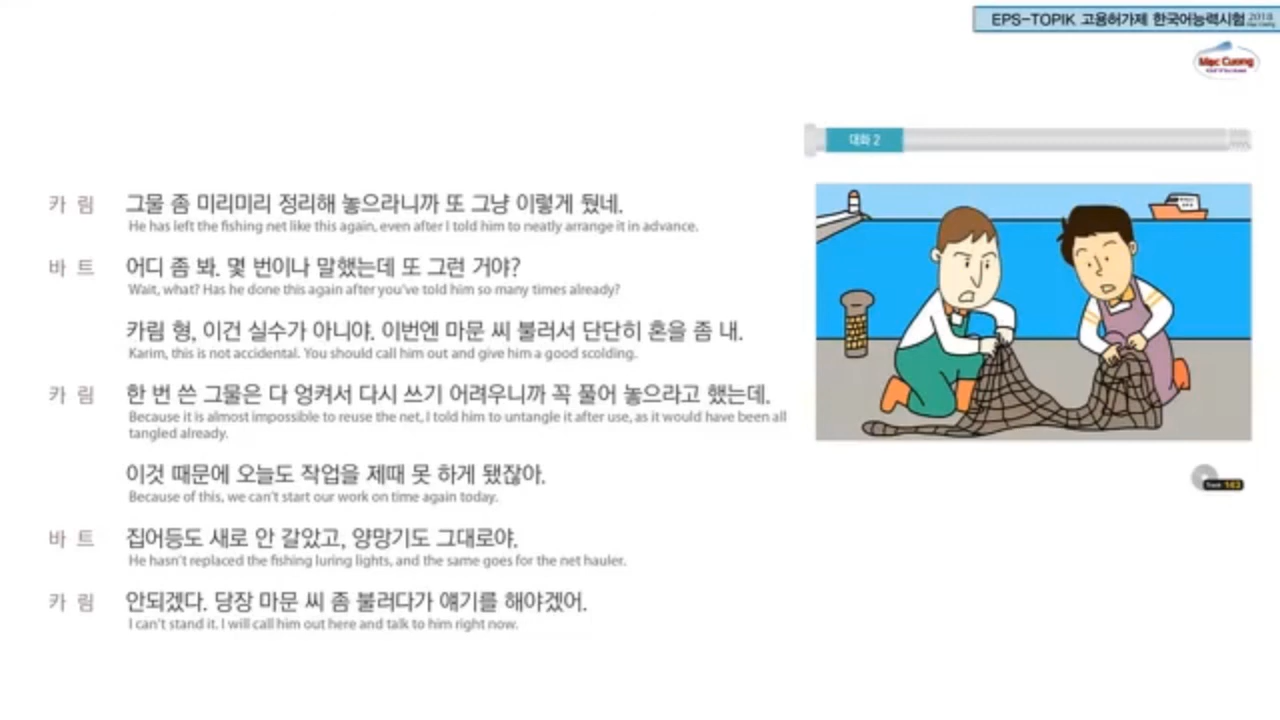 EPS-TOPIK 고용허가제 한국어능력시험 2018
Mạc Cương
대화 2
카 림 그물 좀 미리미리 정리해 놓으라니까 또 그냥 이렇게 뒀네.
He has left the fishing net like this again, even after I told him to neatly arrange it in advance.
바 트 어디 좀 봐. 몇 번이나 말했는데 또 그런 거야?
Wait, what? Has he done this again after you've told him so many times already?
카림 형, 이건 실수가 아니야. 이번엔 마문 씨 불러서 단단히 혼을 좀 내.
Karim, this is not accidental. You should call him out and give him a good scolding.
카 림 한 번 쓴 그물은 다 엉켜서 다시 쓰기 어려우니까 꼭 풀어 놓으라고 했는데.
Because it is almost impossible to reuse the net, I told him to untangle it after use, as it would have been all
tangled already.
이것 때문에 오늘도 작업을 제때 못 하게 됐잖아.
Because of this, we can't start our work on time again today.
바 트 집어등도 새로 안 갈았고, 양망기도 그대로야.
He hasn't replaced the fishing luring lights, and the same goes for the net hauler.
카 림 안되겠다. 당장 마문 씨 좀 불러다가 얘기를 해야겠어.
I can't stand it. I will call him out here and talk to him right now.
Track 103